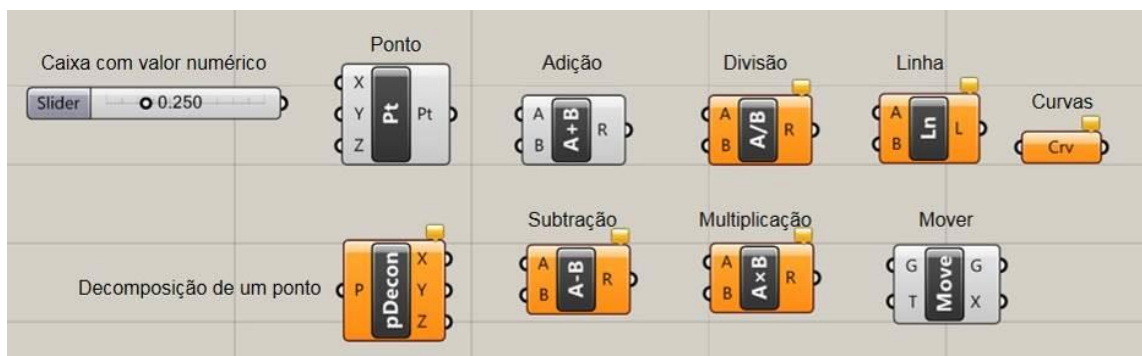 Caixa com valor numérico
Slider 0.250
Ponto
X
Y
Z
Pt
Pt
Adição
A
B
A+B
R
Divisão
A
B
A/B
R
Linha
A
B
Ln
L
Curvas
Crv
Decomposição de um ponto
P
pDecon
X
Y
Z
Subtração
A
B
A-B
R
Multiplicação
A
B
A×B
R
Mover
G
T
Move
G
X